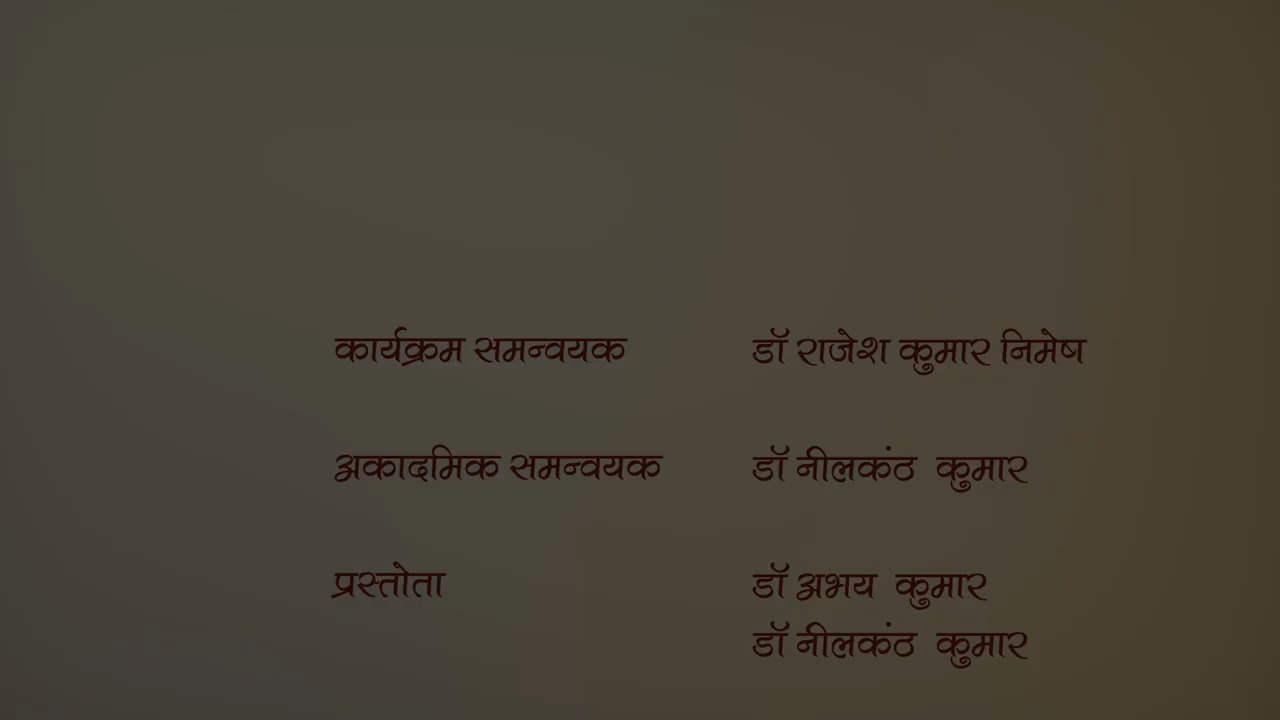 कार्यक्रम समन्वयक डॉ राजेश कुमार निमेष
अकादमिक समन्वयक डॉ नीलकंठ कुमार
प्रस्तोता डॉ अभय कुमार
डॉ नीलकंठ कुमार